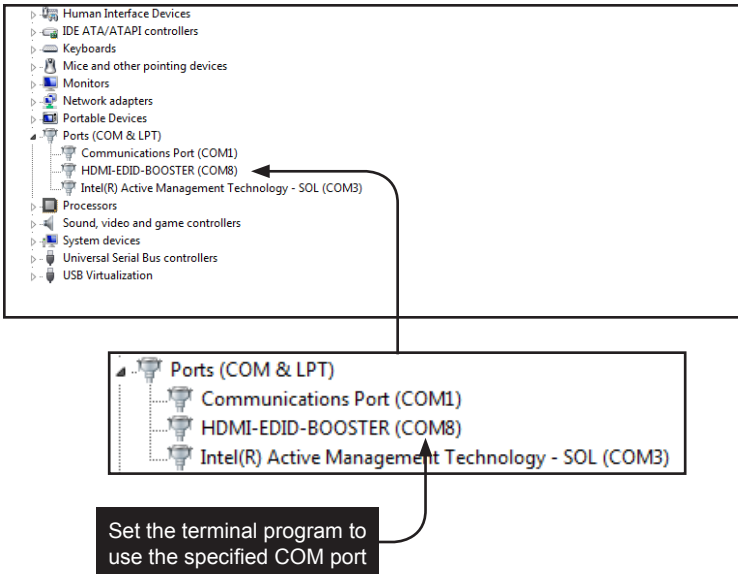 Human Interface Devices
IDE ATA/ATAPI controllers
Keyboards
Mice and other pointing devices
Monitors
Network adapters
Portable Devices
Ports (COM & LPT)
Communications Port (COM1)
HDMI-EDID-BOOSTER (COM8)
Intel(R) Active Management Technology - SOL (COM3)
Processors
Sound, video and game controllers
System devices
Universal Serial Bus controllers
USB Virtualization
Ports (COM & LPT)
Communications Port (COM1)
HDMI-EDID-BOOSTER (COM8)
Intel(R) Active Management Technology - SOL (COM3)
Set the terminal program to
use the specified COM port